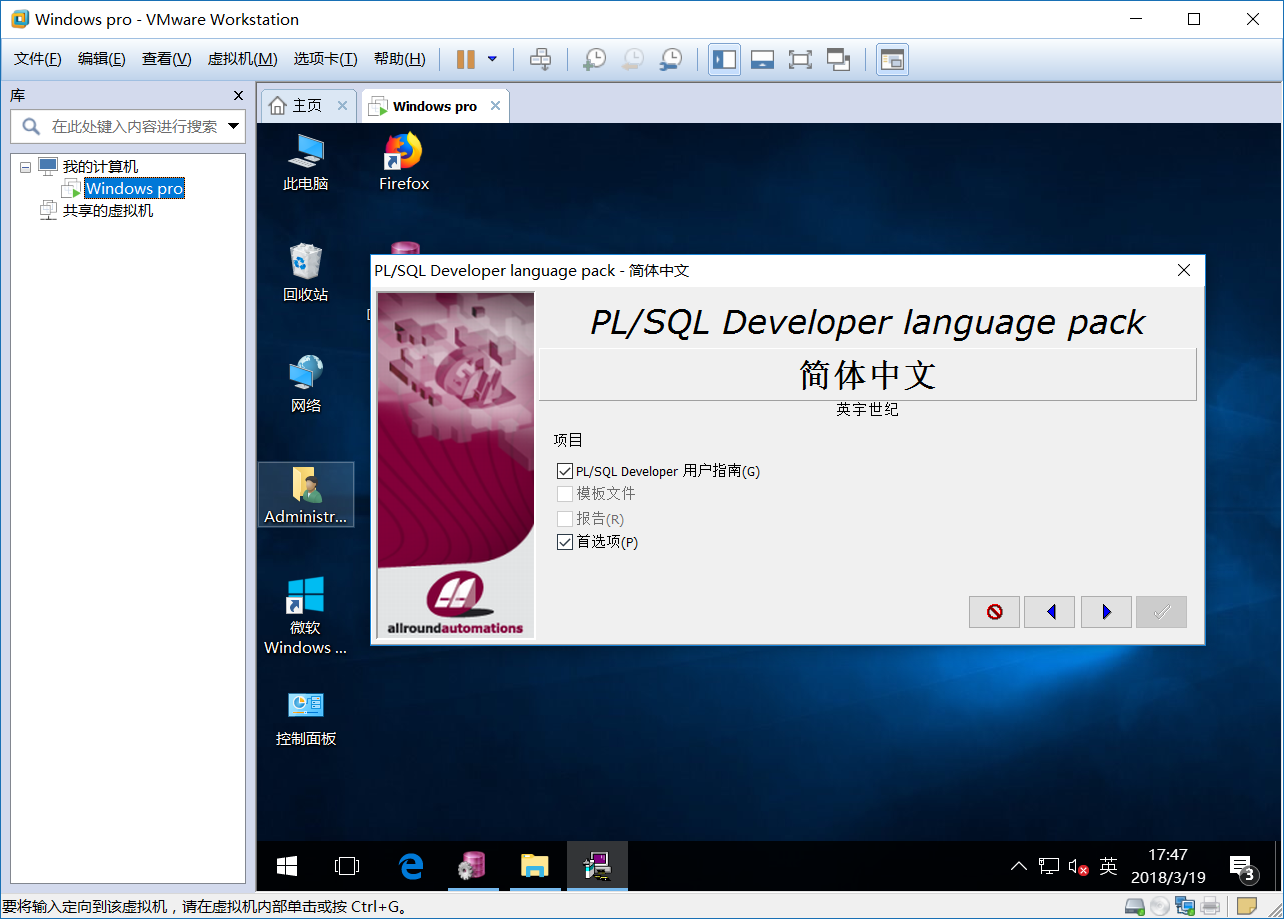 Windows pro - VMware Workstation
文件(F) 编辑(E) 查看(V) 虚拟机(M) 选项卡(T) 帮助(H)
库
在此处键入内容进行搜索
我的计算机
Windows pro
共享的虚拟机
主页
Windows pro
此电脑
Firefox
回收站
网络
Administr...
微软
Windows ...
控制面板
PL/SQL Developer language pack - 简体中文
PL/SQL Developer language pack
简体中文
英宇世纪
项目
PL/SQL Developer 用户指南(G)
模板文件
报告(R)
首选项(P)
allroundautomations
英
17:47
2018/3/19
3
要将输入定向到该虚拟机，请在虚拟机内部单击或按 Ctrl+G。